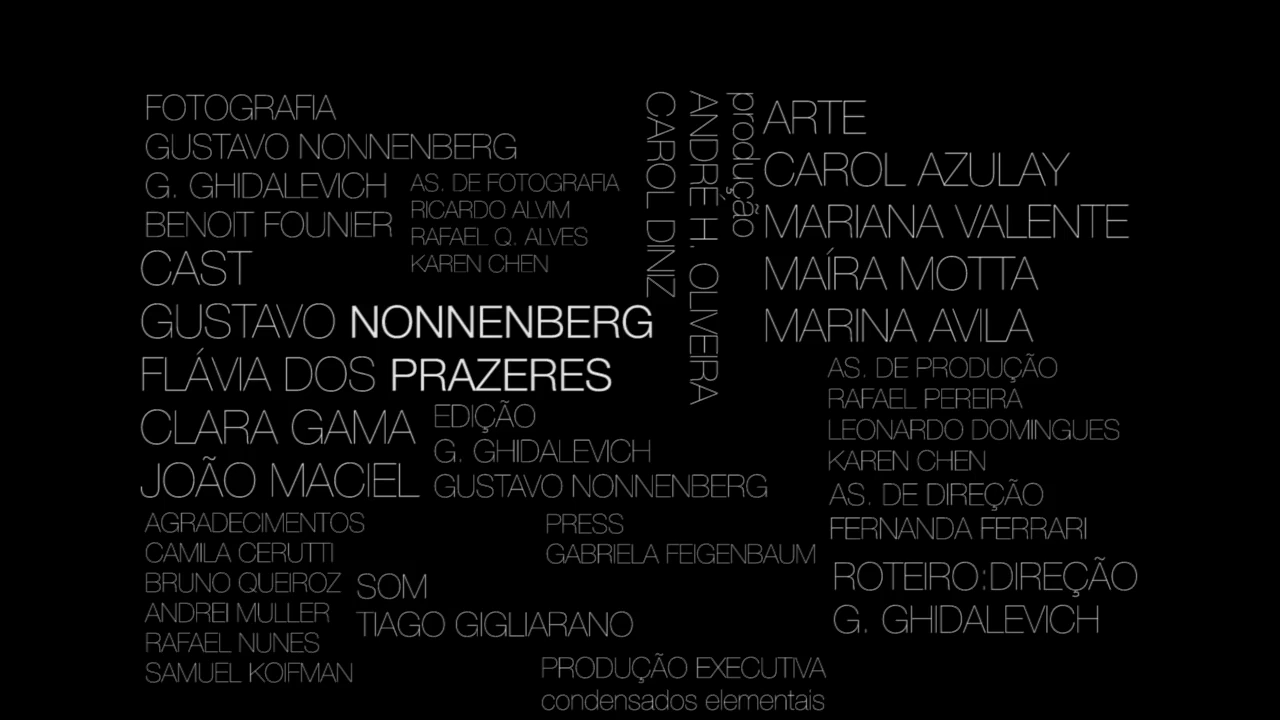 FOTOGRAFIA
GUSTAVO NONNENBERG
G. GHIDALEVICH
BENOIT FOUNIER
AS. DE FOTOGRAFIA
RICARDO ALVIM
RAFAEL Q. ALVES
KAREN CHEN
CAST
GUSTAVO NONNENBERG
FLÁVIA DOS PRAZERES
CLARA GAMA
JOÃO MACIEL
EDIÇÃO
G. GHIDALEVICH
GUSTAVO NONNENBERG
AGRADECIMENTOS
CAMILA CERUTTI
BRUNO QUEIROZ
ANDREI MULLER
RAFAEL NUNES
SAMUEL KOIFMAN
SOM
TIAGO GIGLIARANO
PRESS
GABRIELA FEIGENBAUM
PRODUÇÃO EXECUTIVA
condensados elementais
produção
ANDRÉ H. OLIVEIRA
CAROL DINIZ
ARTE
CAROL AZULAY
MARIANA VALENTE
MAÍRA MOTTA
MARINA AVILA
AS. DE PRODUÇÃO
RAFAEL PEREIRA
LEONARDO DOMINGUES
KAREN CHEN
AS. DE DIREÇÃO
FERNANDA FERRARI
ROTEIRO:DIREÇÃO
G. GHIDALEVICH